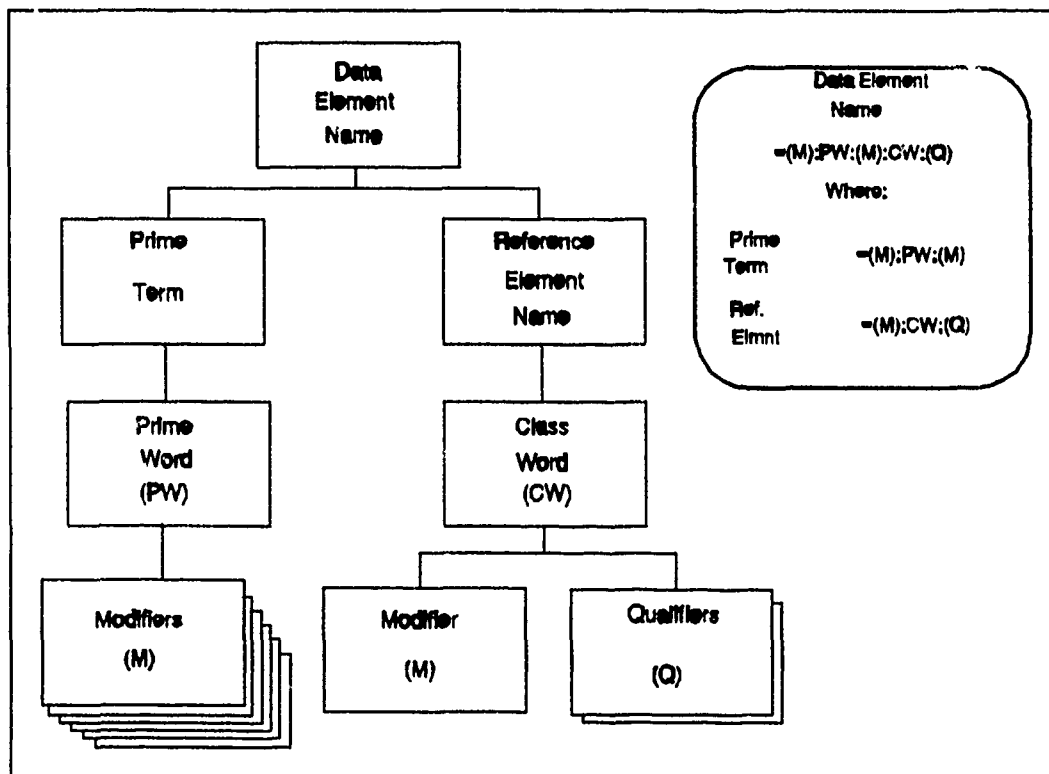 Data
Element
Name
Prime
Term
Reference
Element
Name
Prime
Word
(PW)
Class
Word
(CW)
Modifiers
(M)
Modifier
(M)
Qualifiers
(Q)
Data Element
Name
=(M);PW;(M);CW;(Q)
Where:
Prime
Term
=(M);PW;(M)
Ref.
Elmnt
=(M);CW;(Q)